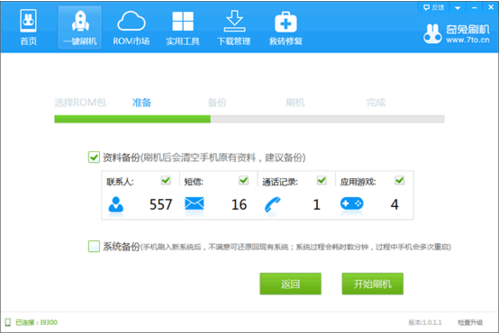 反馈
首页 一键刷机 ROM市场 实用工具 下载管理 救砖修复
奇兔刷机
www.7to.cn
选择ROM包 准备 备份 刷机 完成
资料备份(刷机后会清空手机原有资料，建议备份)
联系人: 短信: 通话记录: 应用游戏:
557 16 1 4
系统备份(手机刷入新系统后，不满意可还原回现有系统；系统过程会耗时数分钟，过程中手机会多次重启)
返回 开始刷机
已连接：I9300 版本:1.0.1.1 检查升级